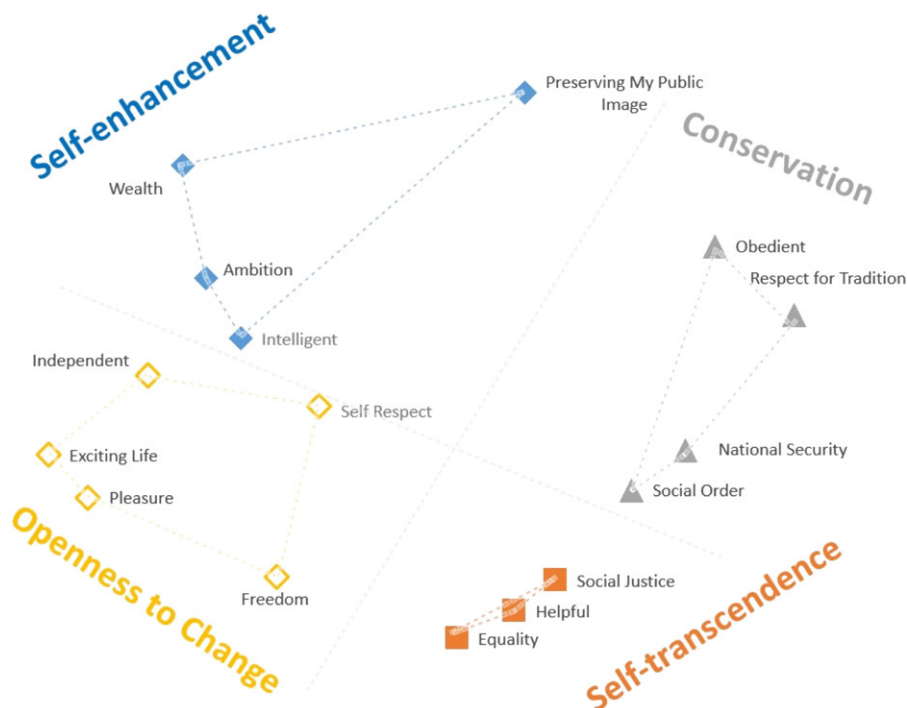 Self-enhancement
Preserving My Public
Image
Conservation
Wealth
Obedient
Ambition
Respect for Tradition
Intelligent
Independent
Self Respect
Exciting Life
National Security
Pleasure
Social Order
Openness to Change
Freedom
Social Justice
Helpful
Equality
Self-transcendence